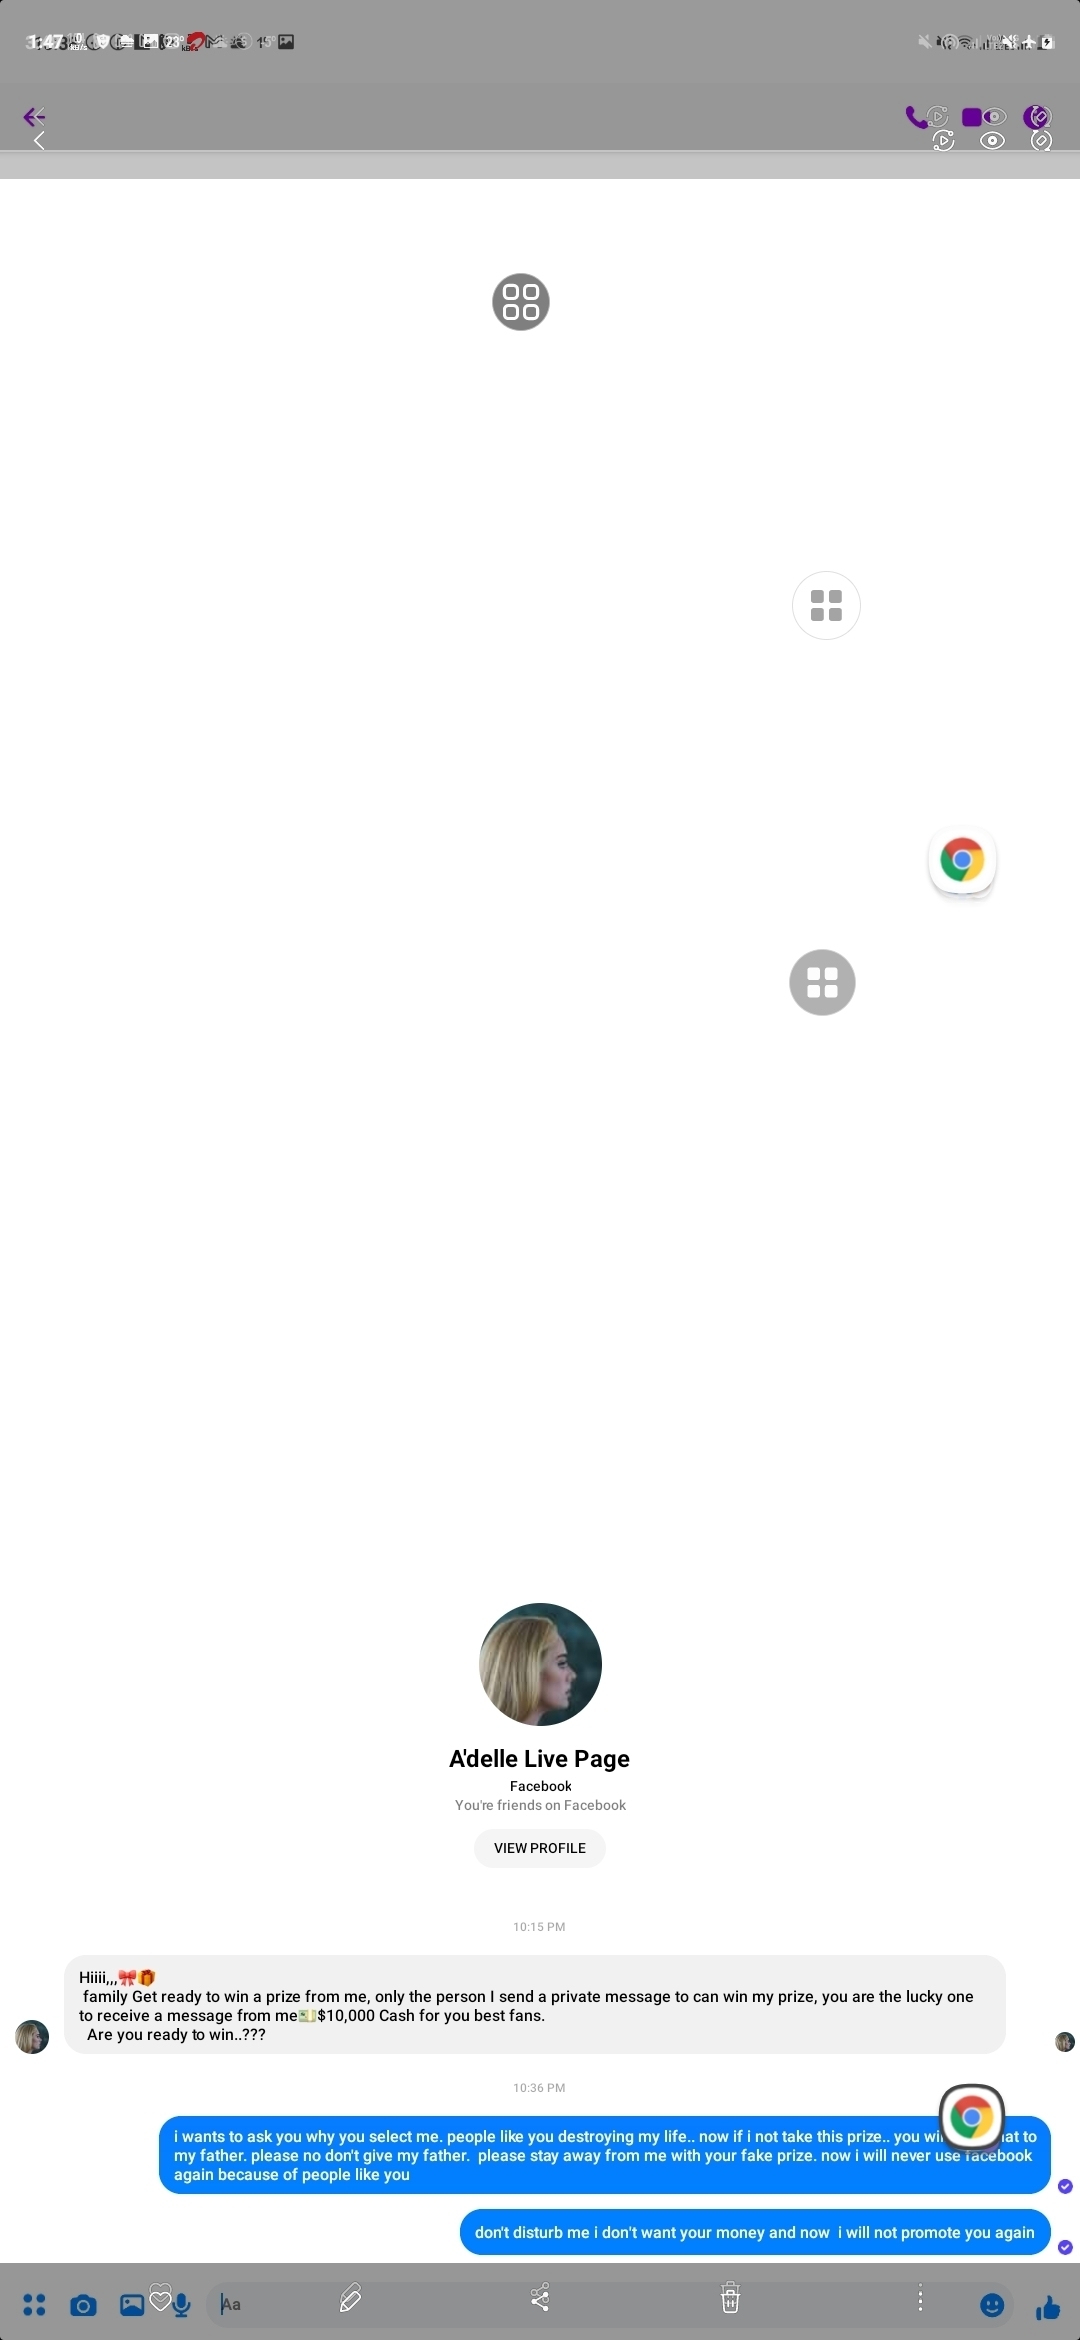 1:47
23°
A'delle Live Page
Facebook
You're friends on Facebook
VIEW PROFILE
10:15 PM
Hiiii,,,🎀🎁
family Get ready to win a prize from me, only the person I send a private message to can win my prize, you are the lucky one
to receive a message from me💵$10,000 Cash for you best fans.
Are you ready to win..???
10:36 PM
i wants to ask you why you select me. people like you destroying my life.. now if i not take this prize.. you to
my father. please no don't give my father. please stay away from me with your fake prize. now i will never use facebook
again because of people like you
don't disturb me i don't want your money and now i will not promote you again
Aa